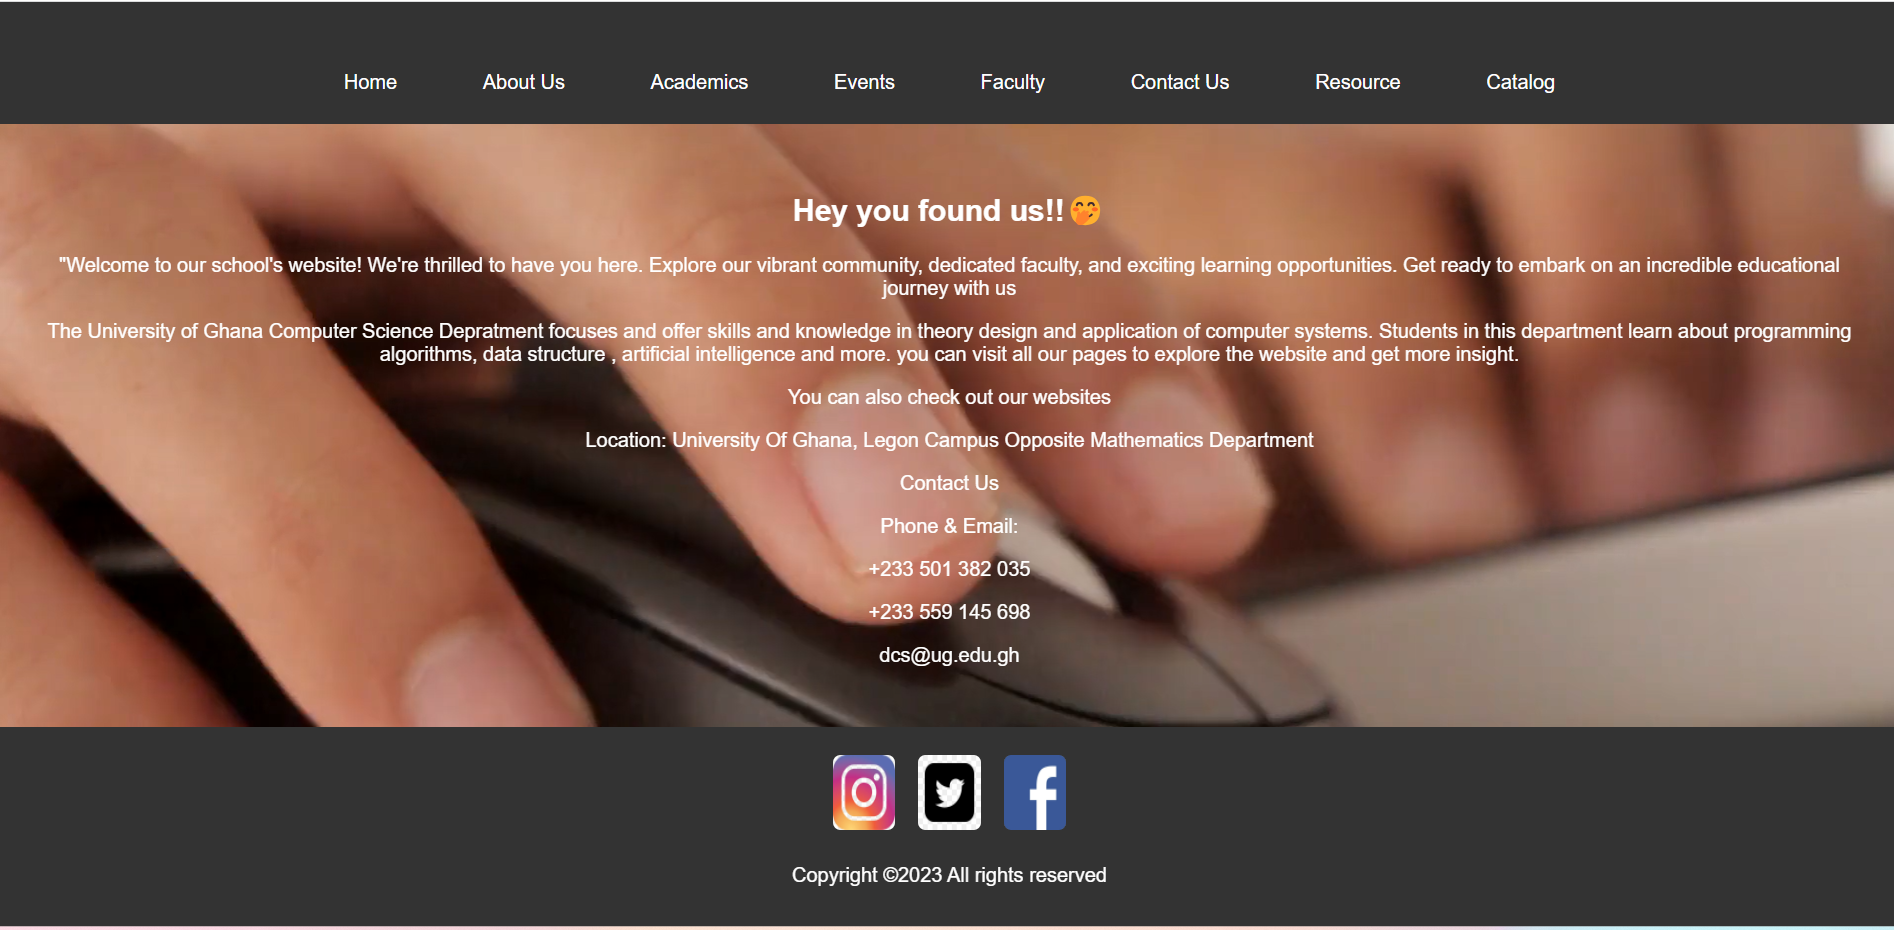 Home About Us Academics Events Faculty Contact Us Resource Catalog
Hey you found us!!🤭
"Welcome to our school's website! We're thrilled to have you here. Explore our vibrant community, dedicated faculty, and exciting learning opportunities. Get ready to embark on an incredible educational
journey with us
The University of Ghana Computer Science Depratment focuses and offer skills and knowledge in theory design and application of computer systems. Students in this department learn about programming
algorithms, data structure , artificial intelligence and more. you can visit all our pages to explore the website and get more insight.
You can also check out our websites
Location: University Of Ghana, Legon Campus Opposite Mathematics Department
Contact Us
Phone & Email:
+233 501 382 035
+233 559 145 698
dcs@ug.edu.gh
Copyright ©2023 All rights reserved